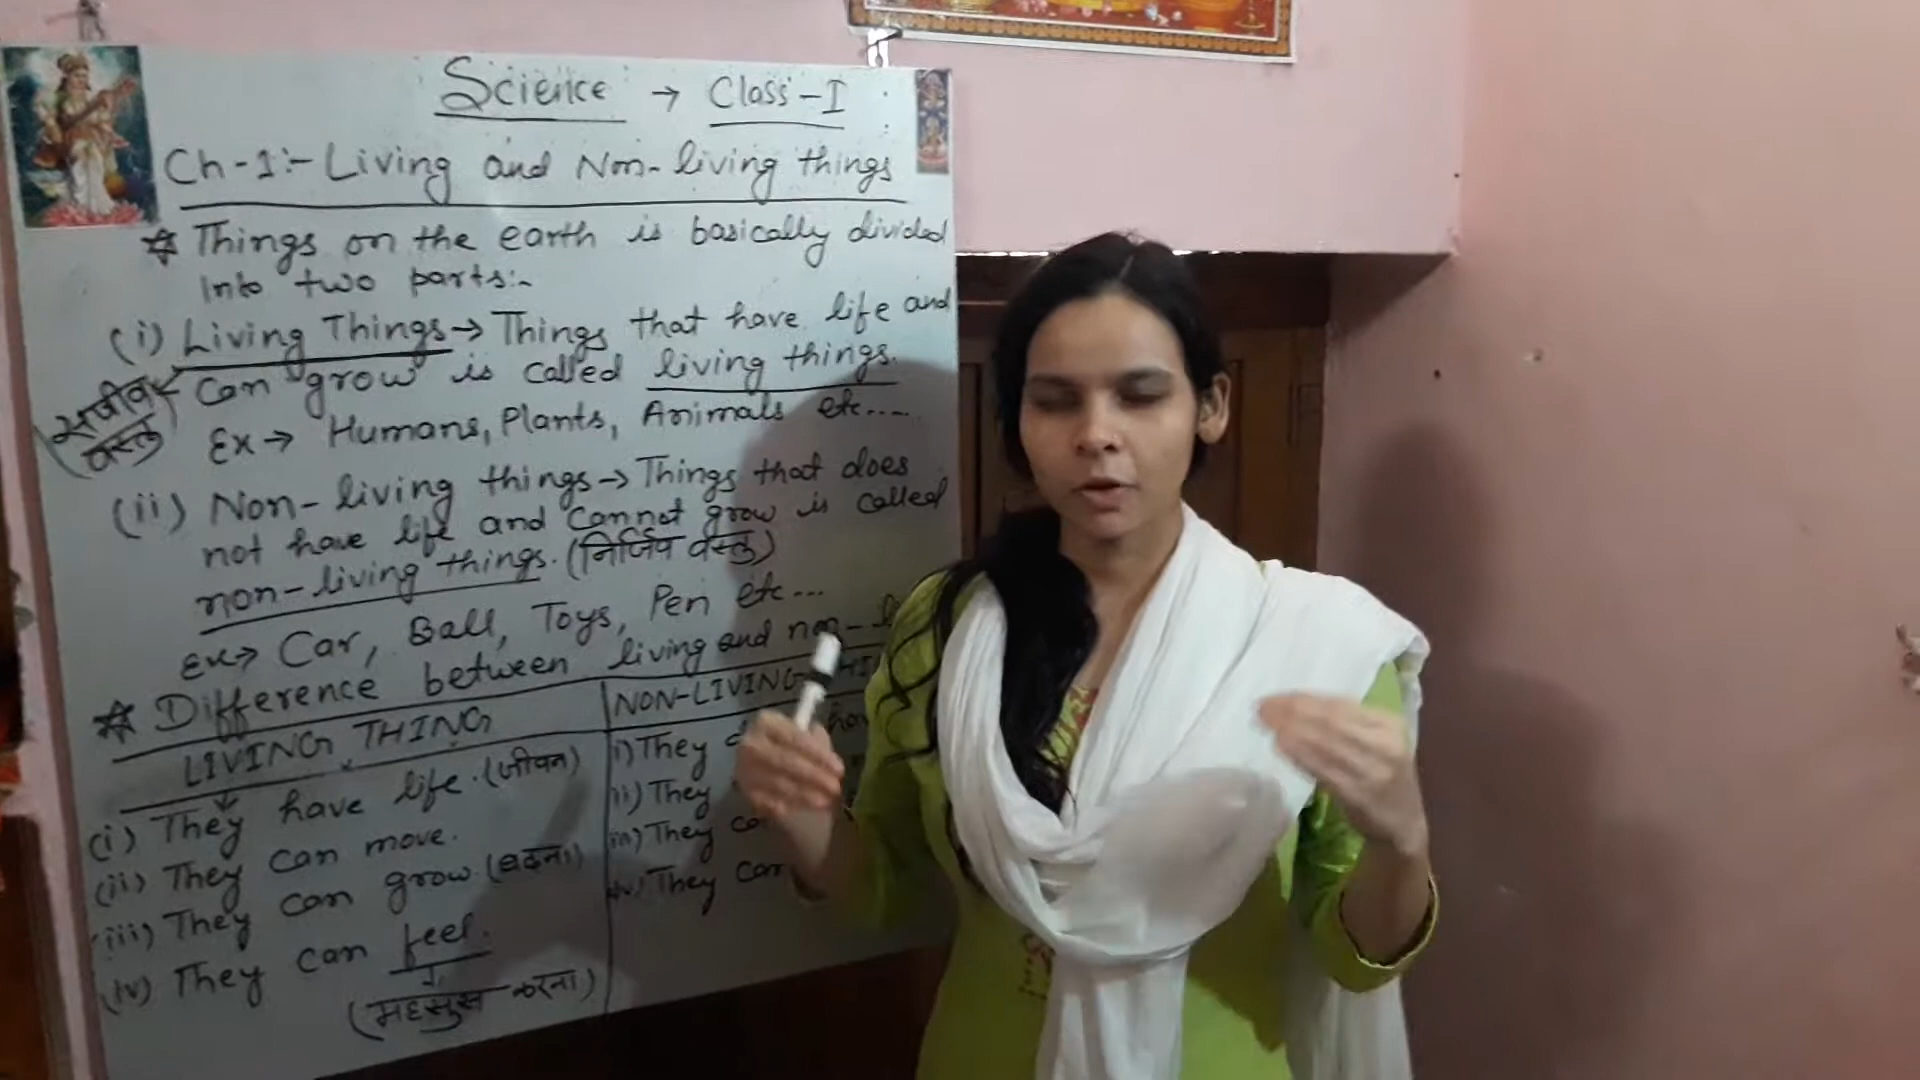 Science → Class-I
Ch-1:- Living and Non-living things
☆ Things on the earth is basically divided
into two parts:-
(i) Living Things → Things that have life and
can "grow" is called living things.
(सजीव वस्तु)
Ex → Humans, Plants, Animals etc.....
(ii) Non-living things → Things that does
not have life and cannot grow is called
non-living things. (निर्जिव वस्तु)
Ex → Car, Ball, Toys, Pen etc...
☆ Difference between living and non-
LIVING THING
(i) They have life. (जीवन)
(ii) They can move.
(iii) They can grow (बढ़ना)
(iv) They can feel.
(महसुस करना)
NON-LIVING
i) They
ii) They
iii) They
iv) They